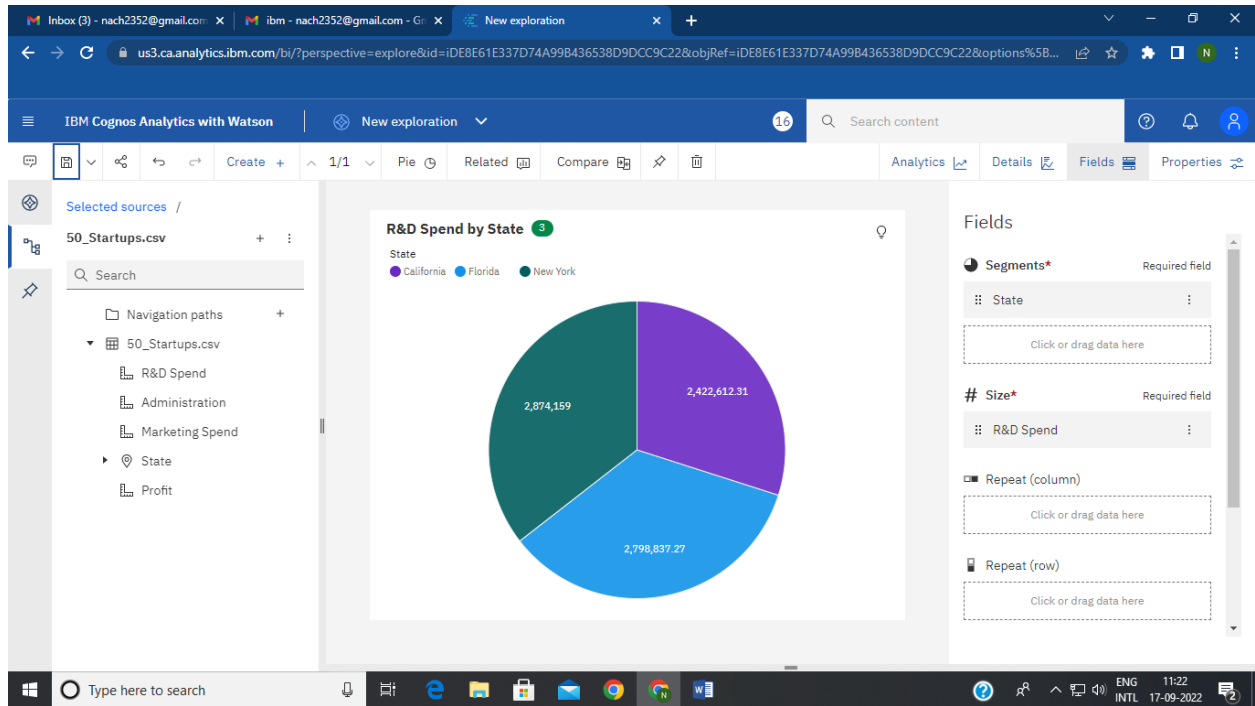 Inbox (3) - nach2352@gmail.com
ibm - nach2352@gmail.com - Gm
New exploration
us3.ca.analytics.ibm.com/bi/?perspective=explore&id=iDE8E61E337D74A99B436538D9DCC9C22&objRef=iDE8E61E337D74A99B436538D9DCC9C22&options%5B...
N
IBM Cognos Analytics with Watson
New exploration
16
Search content
Create +
1/1
Pie
Related
Compare
Analytics
Details
Fields
Properties
Selected sources /
50_Startups.csv
Search
Navigation paths
50_Startups.csv
R&D Spend
Administration
Marketing Spend
State
Profit
R&D Spend by State 3
State
California Florida New York
2,422,612.31
2,874,159
2,798,837.27
Fields
Segments* Required field
State
Click or drag data here
# Size* Required field
R&D Spend
Repeat (column)
Click or drag data here
Repeat (row)
Click or drag data here
Type here to search
ENG
INTL
11:22
17-09-2022
2